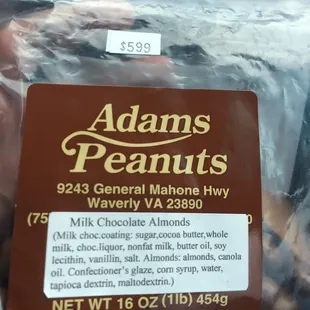 $599
Adams
Peanuts
9243 General Mahone Hwy
Waverly VA 23890
(75
0
Milk Chocolate Almonds
(Milk choc.coating: sugar,cocoa butter,whole
milk, choc.liquor, nonfat milk, butter oil, soy
lecithin, vanillin, salt. Almonds: almonds, canola
oil. Confectioner's glaze, corn syrup, water,
tapioca dextrin, maltodextrin.)
NET WT 16 OZ (1lb) 454g